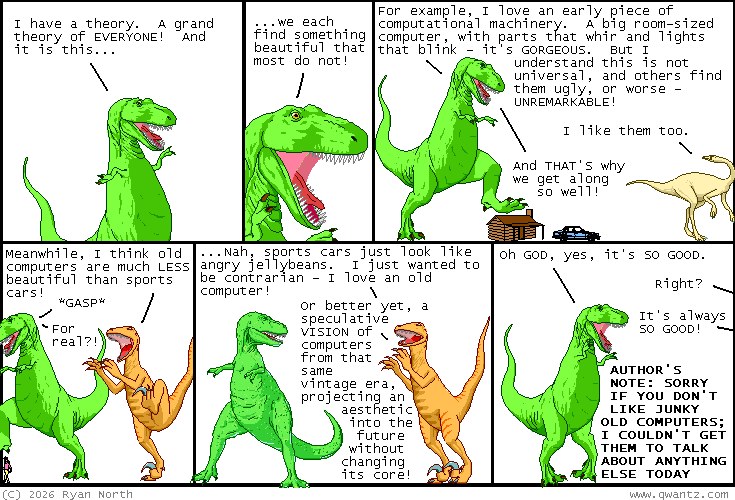 I have a theory.  A grand
theory of EVERYONE!  And
it is this...
...we each
find something
beautiful that
most do not!
For example, I love an early piece of
computational machinery.  A big room-sized
computer, with parts that whir and lights
that blink – it's GORGEOUS.  But I
understand this is not
universal, and others find
them ugly, or worse –
UNREMARKABLE!
I like them too.
And THAT'S why
we get along
so well!
Meanwhile, I think old
computers are much LESS
beautiful than sports
cars!
*GASP*
For
real?!
...Nah, sports cars just look like
angry jellybeans.  I just wanted to
be contrarian – I love an old
computer!
Or better yet, a
speculative
VISION of
computers
from that
same
vintage era,
projecting an
aesthetic
into the
future
without
changing
its core!
Oh GOD, yes, it's SO GOOD.
Right?
It's always
SO GOOD!
AUTHOR'S
NOTE: SORRY
IF YOU DON'T
LIKE JUNKY
OLD COMPUTERS;
I COULDN'T GET
THEM TO TALK
ABOUT ANYTHING
ELSE TODAY
(C) 2026 Ryan North
www.qwantz.com